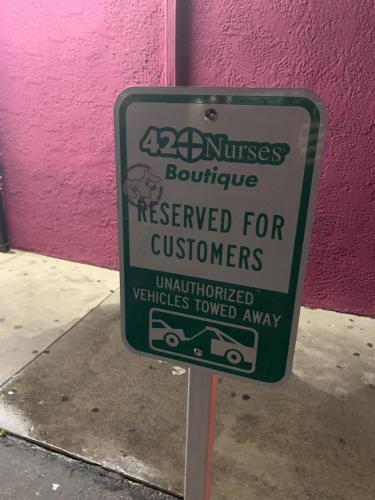 420 Nurses
Boutique
RESERVED FOR
CUSTOMERS
UNAUTHORIZED
VEHICLES TOWED AWAY